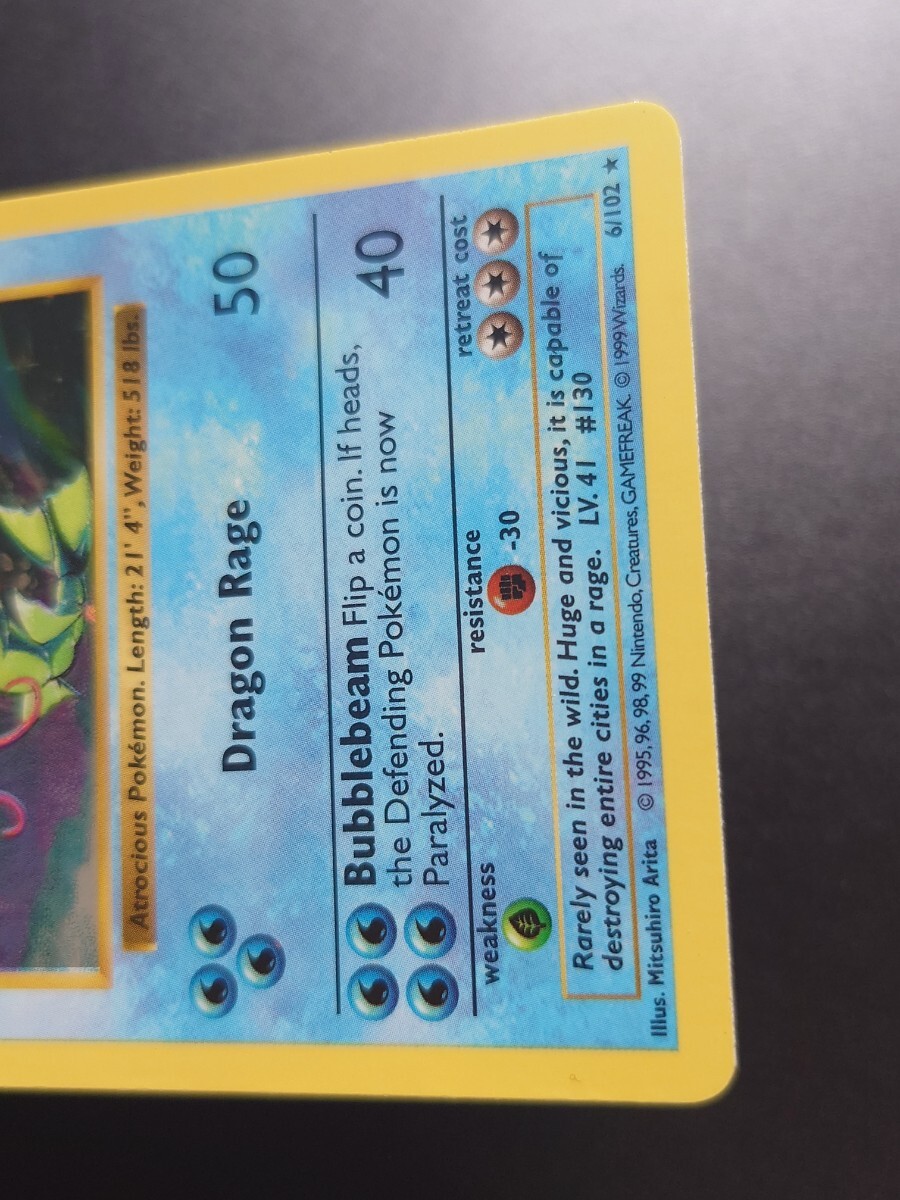 Atrocious Pokémon. Length: 21' 4", Weight: 518 lbs.
Dragon Rage 50
Bubblebeam Flip a coin. If heads,
the Defending Pokémon is now
Paralyzed.
40
weakness
resistance
retreat cost
-30
Rarely seen in the wild. Huge and vicious, it is capable of
destroying entire cities in a rage. LV. 41 #130
Illus. Mitsuhiro Arita © 1995, 96, 98, 99 Nintendo, Creatures, GAMEFREAK. © 1999 Wizards. 6/102 ★